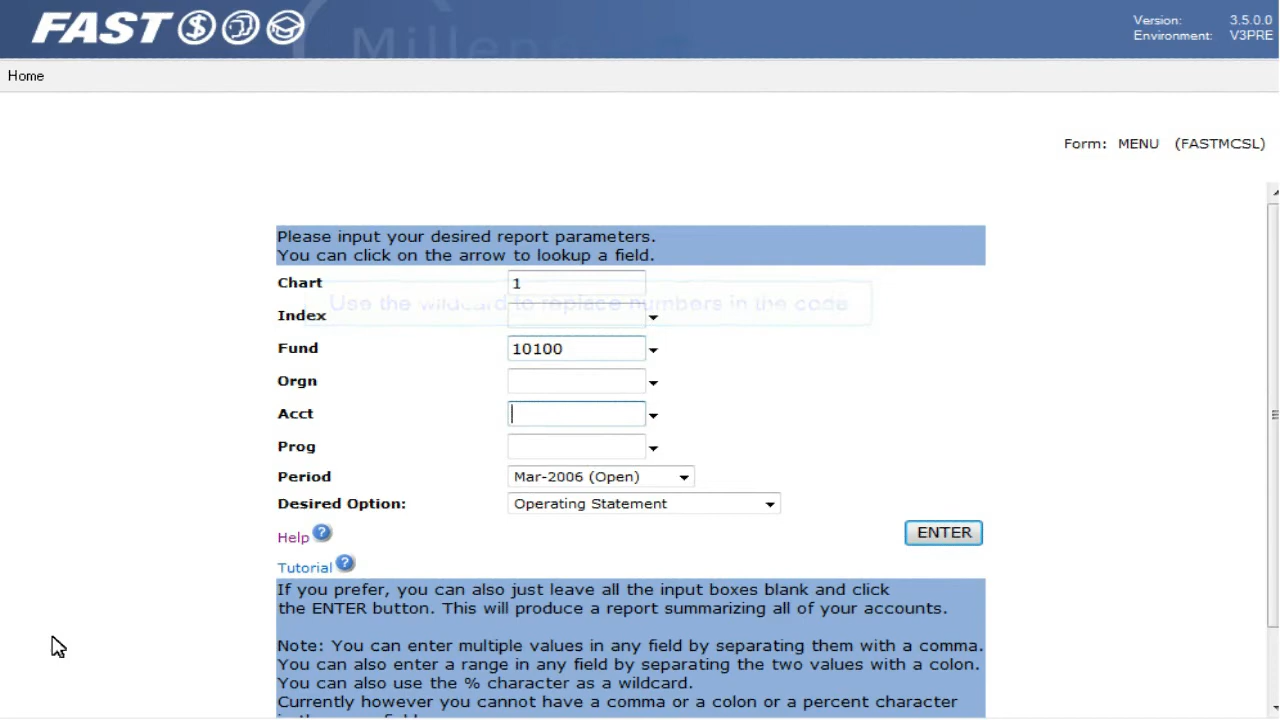 FAST
Millen
Version: 3.5.0.0
Environment: V3PRE
Home
Form: MENU (FASTMCSL)
Please input your desired report parameters.
You can click on the arrow to lookup a field.
Chart 1
Use the wildcard to replace numbers in the code
Index
Fund 10100
Orgn
Acct
Prog
Period Mar-2006 (Open)
Desired Option: Operating Statement
Help ?
ENTER
Tutorial ?
If you prefer, you can also just leave all the input boxes blank and click
the ENTER button. This will produce a report summarizing all of your accounts.
Note: You can enter multiple values in any field by separating them with a comma.
You can also enter a range in any field by separating the two values with a colon.
You can also use the % character as a wildcard.
Currently however you cannot have a comma or a colon or a percent character